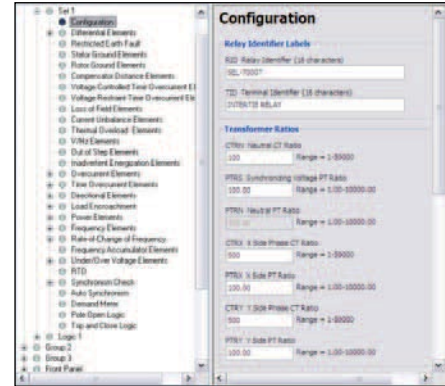 Set 1
Configuration
Differential Elements
Restricted Earth Fault
Stator Ground Elements
Rotor Ground Elements
Compensator Distance Elements
Voltage Controlled Time Overcurrent El
Voltage Restraint Time Overcurrent Ele
Loss of Field Elements
Current Unbalance Elements
Thermal Overload Elements
V/Hz Elements
Out of Step Elements
Inadvertent Energization Elements
Overcurrent Elements
Time Overcurrent Elements
Directional Elements
Load Encroachment
Power Elements
Frequency Elements
Rate-of-Change of Frequency
Frequency Accumulator Elements
Under/Over Voltage Elements
RTD
Synchronism Check
Auto Synchronism
Demand Meter
Pole Open Logic
Trip and Close Logic
Logic 1
Group 2
Group 3
Front Panel
Configuration
Relay Identifier Labels
RID Relay Identifier (16 characters)
SEL-700GT
TID Terminal Identifier (16 characters)
INTERTIE RELAY
Transformer Ratios
CTRN Neutral CT Ratio
100 Range = 1-50000
PTRS Synchronizing Voltage PT Ratio
100.00 Range = 1.00-10000.00
PTRN Neutral PT Ratio
100.00 Range = 1.00-10000.00
CTRX X Side Phase CT Ratio
500 Range = 1-50000
PTRX X Side PT Ratio
100.00 Range = 1.00-10000.00
CTRY Y Side Phase CT Ratio
500 Range = 1-50000
PTRY Y Side PT Ratio
100.00 Range = 1.00-10000.00